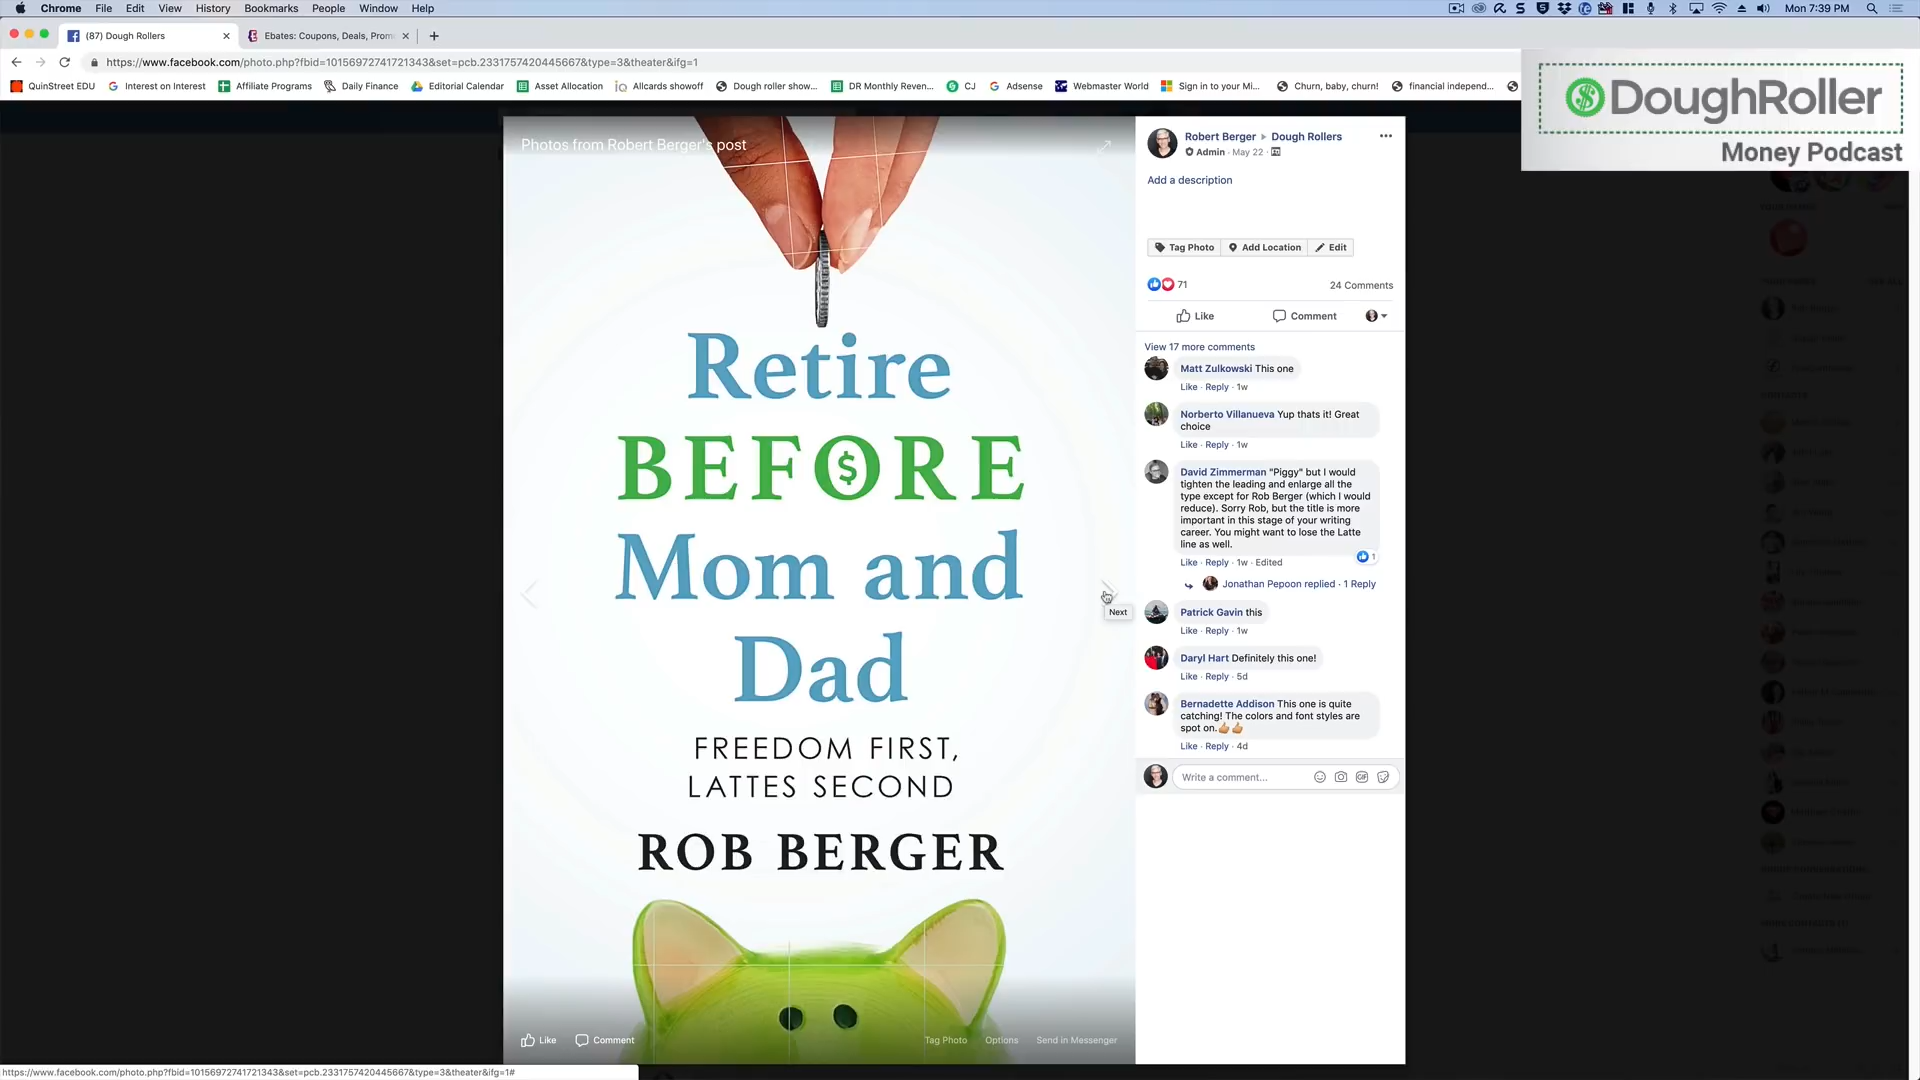 Chrome File Edit View History Bookmarks People Window Help
Mon 7:39 PM
(87) Dough Rollers
Ebates: Coupons, Deals, Prom
https://www.facebook.com/photo.php?fbid=10156972741721343&set=pcb.2331757420445667&type=3&theater&ifg=1
QuinStreet EDU Interest on Interest Affiliate Programs Daily Finance Editorial Calendar Asset Allocation Allcards showoff Dough roller show... DR Monthly Reven... CJ Adsense Webmaster World Sign in to your Mi... Churn, baby, churn! financial independ...
DoughRoller
Money Podcast
Photos from Robert Berger's post
Retire
BEFORE
Mom and
Dad
FREEDOM FIRST,
LATTES SECOND
ROB BERGER
Like Comment
Tag Photo Options Send in Messenger
Next
Robert Berger Dough Rollers
Admin · May 22 ·
Add a description
Tag Photo Add Location Edit
71
24 Comments
Like Comment
View 17 more comments
Matt Zulkowski This one
Like · Reply · 1w
Norberto Villanueva Yup thats it! Great
choice
Like · Reply · 1w
David Zimmerman "Piggy" but I would
tighten the leading and enlarge all the
type except for Rob Berger (which I would
reduce). Sorry Rob, but the title is more
important in this stage of your writing
career. You might want to lose the Latte
line as well.
1
Like · Reply · 1w · Edited
Jonathan Pepoon replied · 1 Reply
Patrick Gavin this
Like · Reply · 1w
Daryl Hart Definitely this one!
Like · Reply · 5d
Bernadette Addison This one is quite
catching! The colors and font styles are
spot on.👍👍
Like · Reply · 4d
Write a comment...
GIF
https://www.facebook.com/photo.php?fbid=10156972741721343&set=pcb.2331757420445667&type=3&theater&ifg=1#